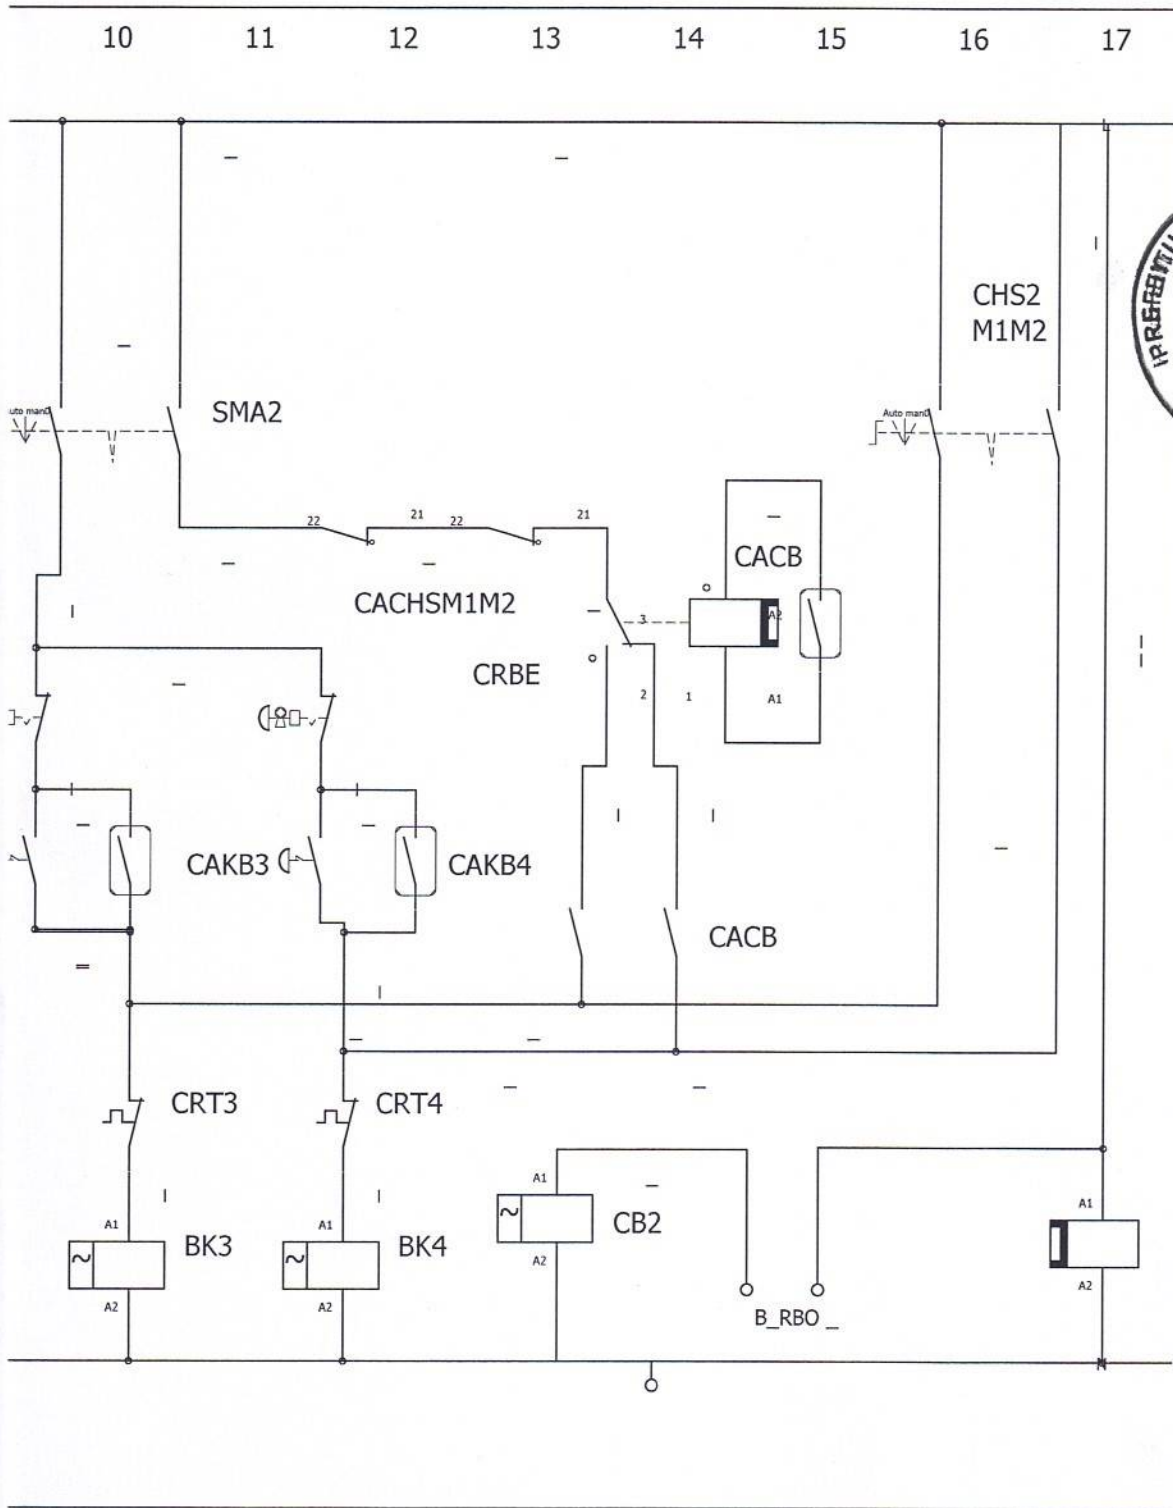 10 11 12 13 14 15 16 17
L
CHS2
M1M2
SMA2
Auto man0
22 21 22 21
CACB
CACHSM1M2
3
A2
CRBE
2
1
A1
CAKB3
CAKB4
CACB
CRT3
CRT4
A1
CB2
A2
A1
BK3
A2
A1
BK4
A2
A1
A2
B_RBO _
N